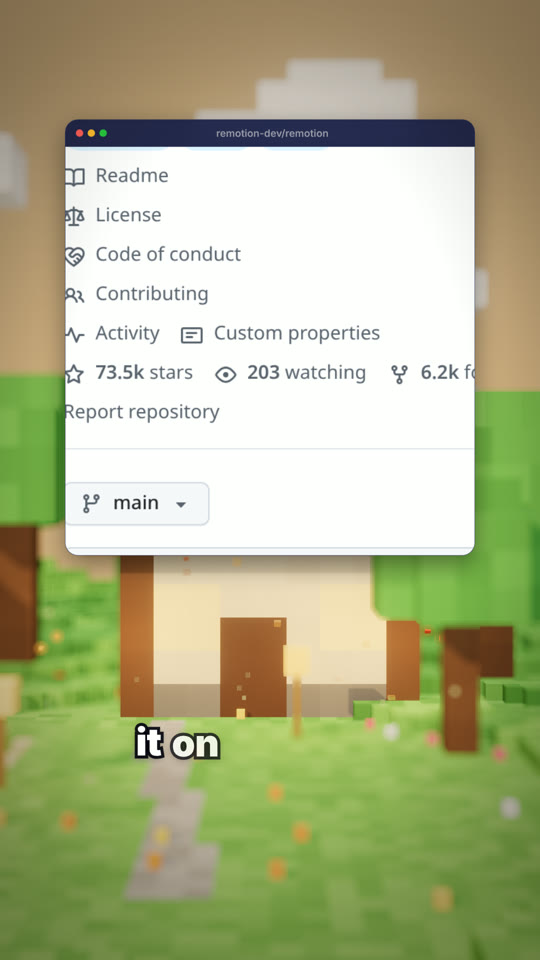 remotion-dev/remotion
Readme
License
Code of conduct
Contributing
Activity Custom properties
73.5k stars 203 watching 6.2k fo
Report repository
main
it on